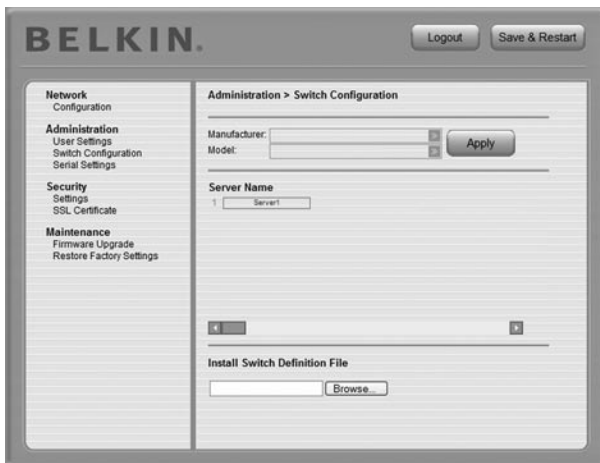 BELKIN.
Logout
Save & Restart
Network
Configuration
Administration
User Settings
Switch Configuration
Serial Settings
Security
Settings
SSL Certificate
Maintenance
Firmware Upgrade
Restore Factory Settings
Administration > Switch Configuration
Manufacturer:
Model:
Apply
Server Name
1 Server1
Install Switch Definition File
Browse...